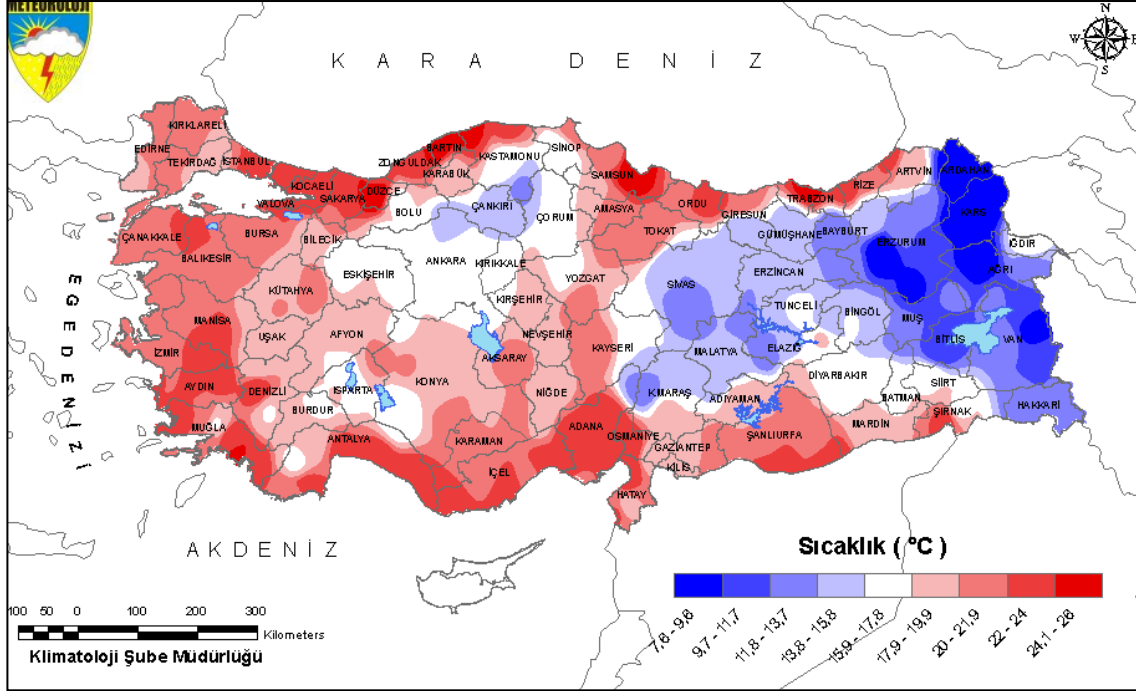 METEOROLOJİ
N
W E
S
KARA DENİZ
KIRKLARELİ
EDİRNE
TEKİRDAĞ
İSTANBUL
KOCAELİ
YALOVA
SAKARYA
DÜZCE
ZONGULDAK
BARTIN
KARABÜK
KASTAMONU
SİNOP
BOLU
ÇANKIRI
ÇORUM
SAMSUN
AMASYA
ORDU
TOKAT
GİRESUN
TRABZON
RİZE
ARTVİN
ARDAHAN
KARS
IĞDIR
GÜMÜŞHANE
BAYBURT
ERZURUM
AĞRI
ÇANAKKALE
BALIKESİR
BURSA
BİLECİK
ESKİŞEHİR
ANKARA
KIRIKKALE
YOZGAT
SİVAS
ERZİNCAN
TUNCELİ
BİNGÖL
MUŞ
BİTLİS
VAN
KÜTAHYA
MANİSA
UŞAK
AFYON
KIRŞEHİR
NEVŞEHİR
KAYSERİ
MALATYA
ELAZIĞ
İZMİR
AYDIN
DENİZLİ
ISPARTA
BURDUR
KONYA
AKSARAY
NİĞDE
K.MARAŞ
ADIYAMAN
DİYARBAKIR
BATMAN
SİİRT
ŞIRNAK
HAKKARİ
MARDİN
MUĞLA
ANTALYA
KARAMAN
İÇEL
ADANA
OSMANİYE
GAZİANTEP
KİLİS
ŞANLIURFA
HATAY
EGE DENİZİ
AKDENİZ
Sıcaklık ( °C )
7,6 - 9,6
9,7 - 11,7
11,8 - 13,7
13,8 - 15,8
15,9 - 17,8
17,9 - 19,9
20 - 21,9
22 - 24
24,1 - 26
100 50 0 100 200 300
Kilometers
Klimatoloji Şube Müdürlüğü